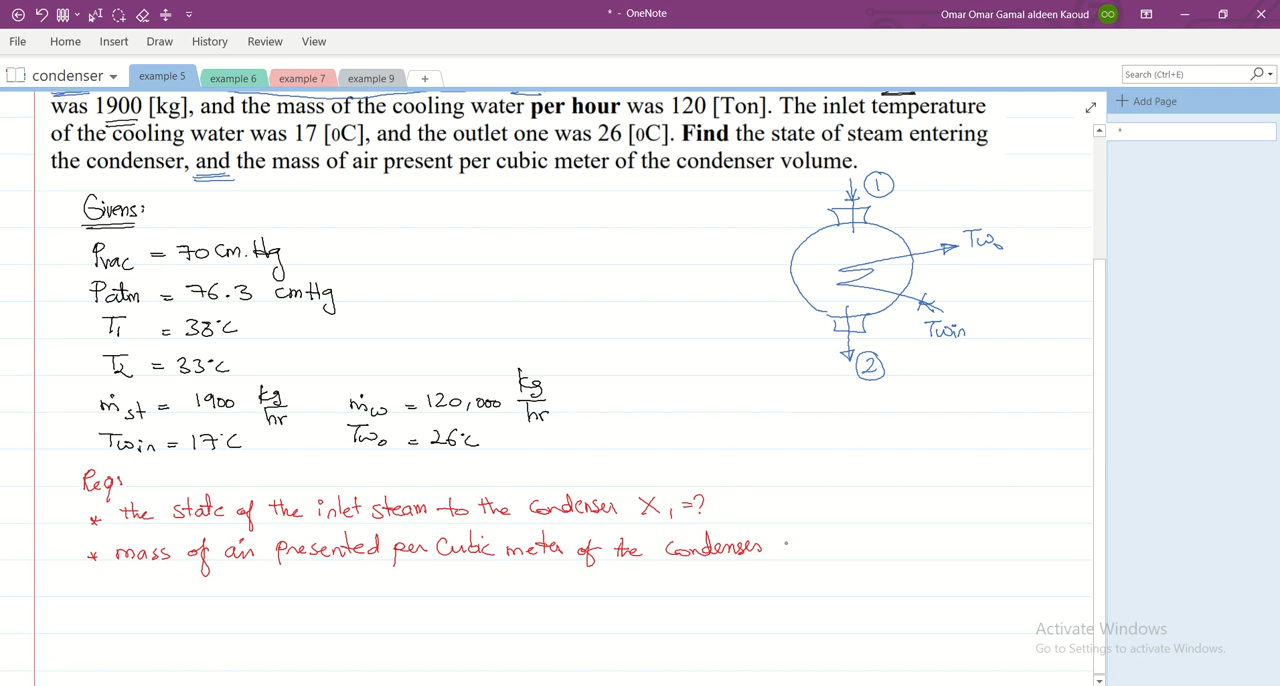 * - OneNote
Omar Omar Gamal aldeen Kaoud OO
File Home Insert Draw History Review View
condenser
example 5 example 6 example 7 example 9 +
Search (Ctrl+E)
+ Add Page
*
was 1900 [kg], and the mass of the cooling water per hour was 120 [Ton]. The inlet temperature
of the cooling water was 17 [0C], and the outlet one was 26 [0C]. Find the state of steam entering
the condenser, and the mass of air present per cubic meter of the condenser volume.
Givens:
Pvac = 70 cm.Hg
Patm = 76.3 cmHg
T1 = 38°C
T2 = 33°C
ṁst = 1900 kg/hr ṁw = 120,000 kg/hr
Twin = 17°C Two = 26°C
1
Two
Twin
2
Req:
* the state of the inlet steam to the condenser X1 =?
* mass of air presented per cubic meter of the condenses
Activate Windows
Go to Settings to activate Windows.